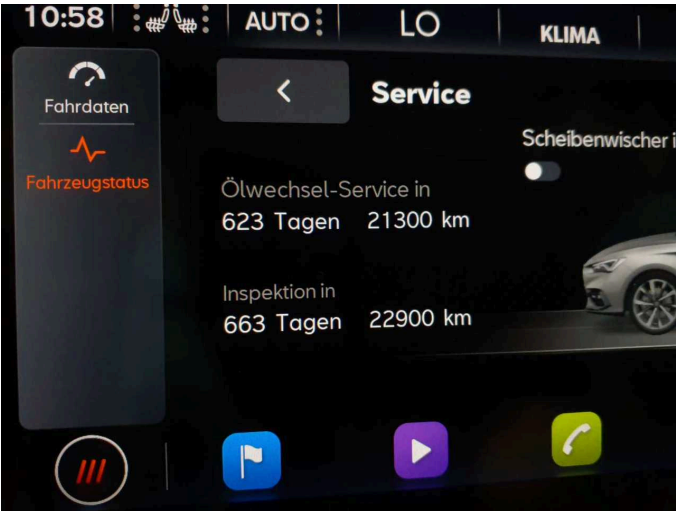 10:58 AUTO LO KLIMA
Fahrdaten
Fahrzeugstatus
Service
Scheibenwischer i
Ölwechsel-Service in
623 Tagen 21300 km
Inspektion in
663 Tagen 22900 km